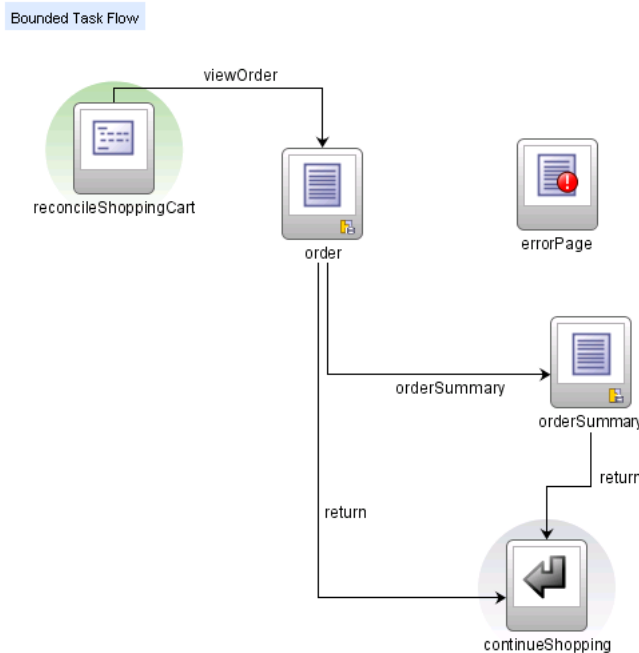 Bounded Task Flow
viewOrder
reconcileShoppingCart
order
errorPage
orderSummary
orderSummary
return
return
continueShopping